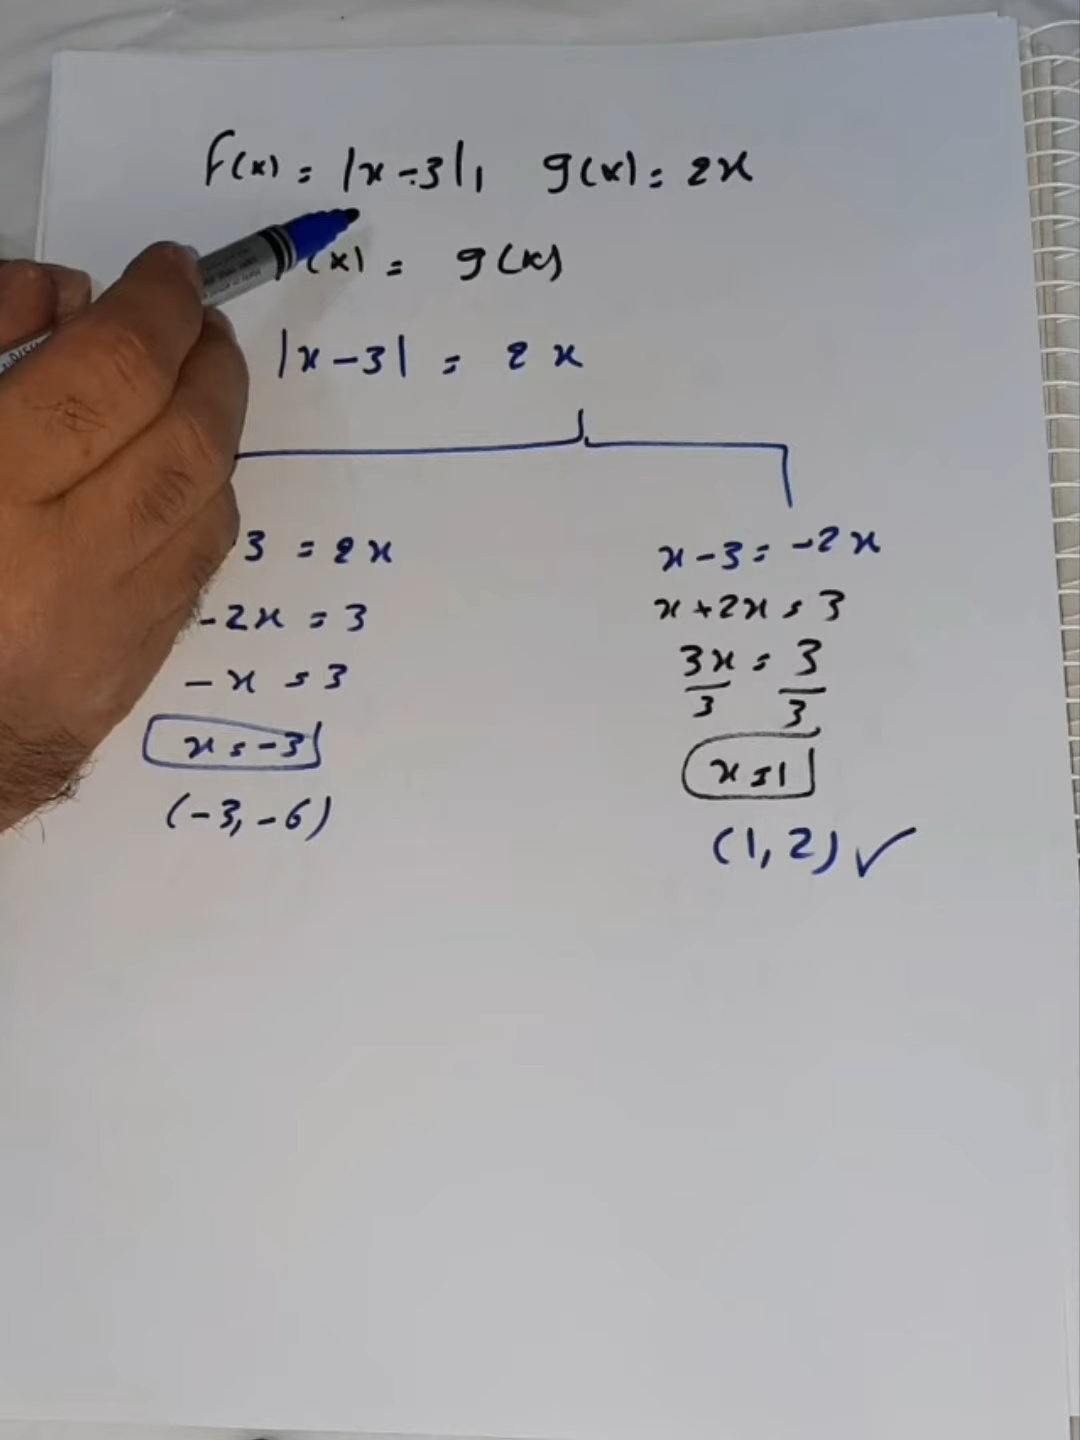 f(x) = |x-3|, g(x) = 2x
(x) = g(x)
|x-3| = 2x
3 = 2x
-2x = 3
-x = 3
x = -3
(-3, -6)
x-3 = -2x
x+2x = 3
3x = 3
3 3
x = 1
(1, 2) ✓